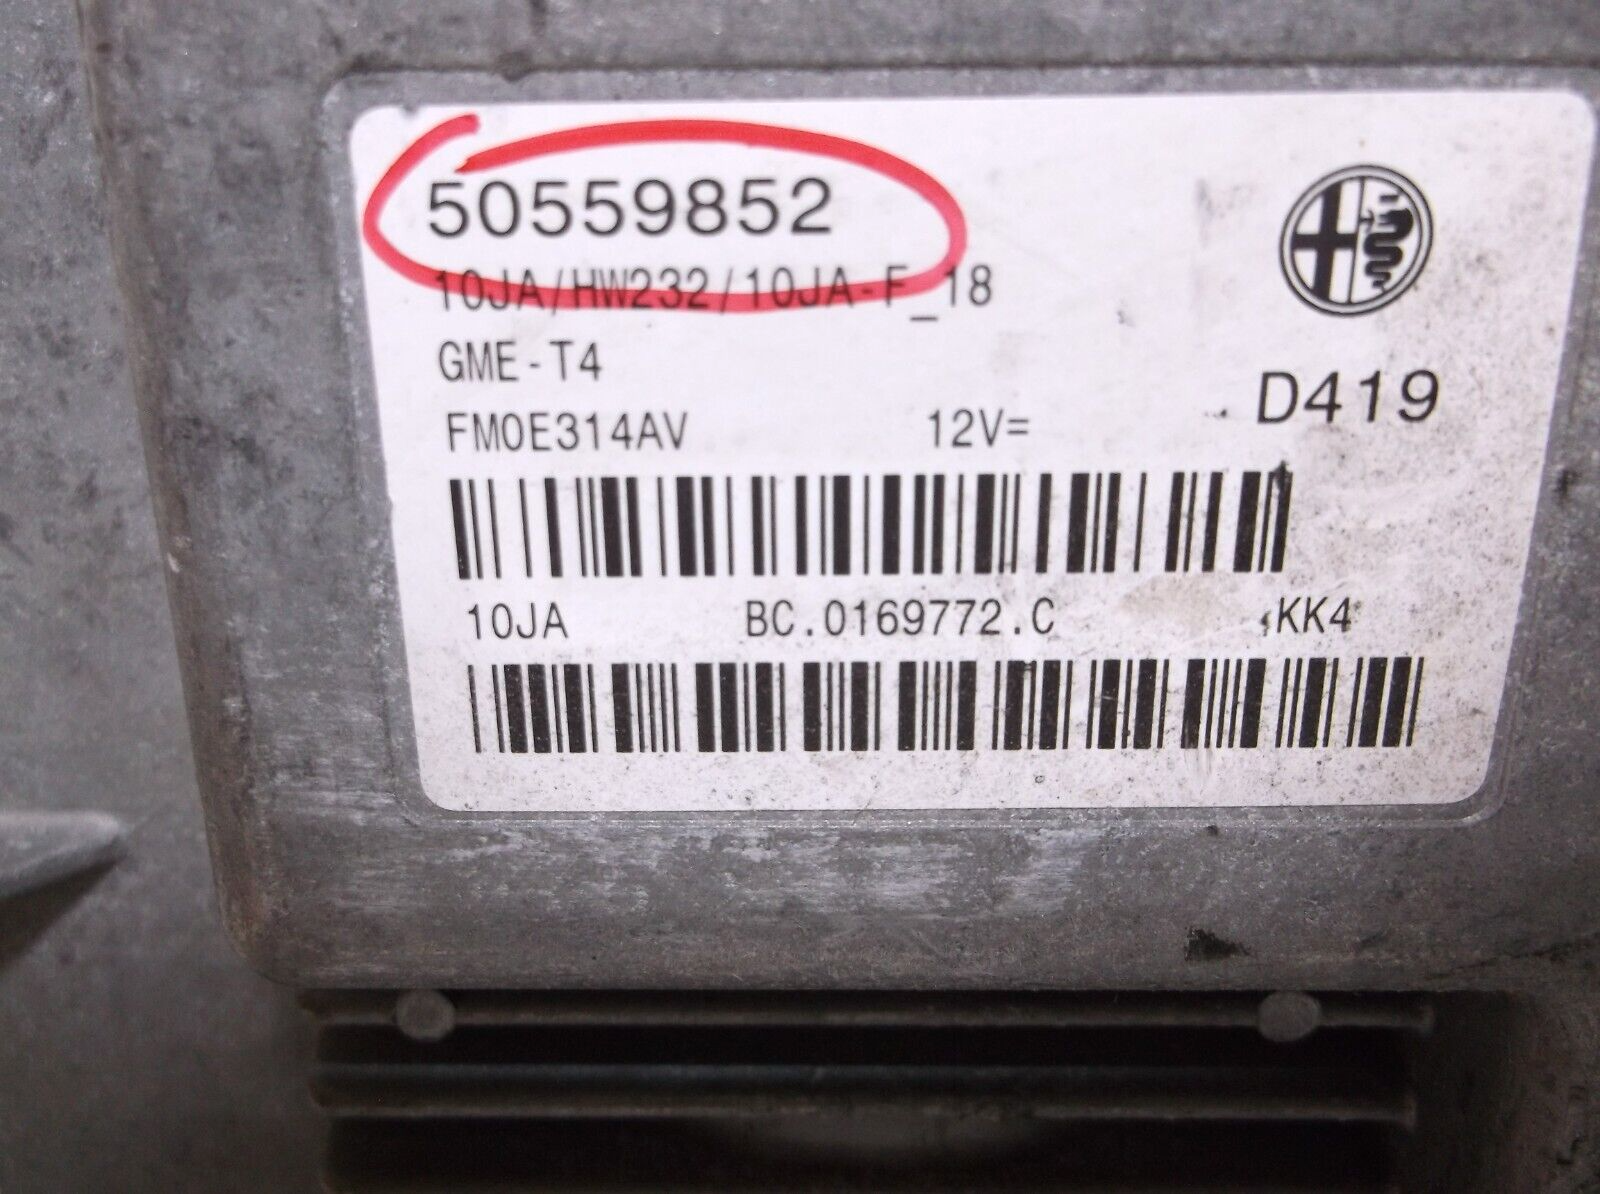 50559852
10JA/HW232/10JA-F_18
GME-T4
D419
FM0E314AV 12V=
10JA BC.0169772.C KK4